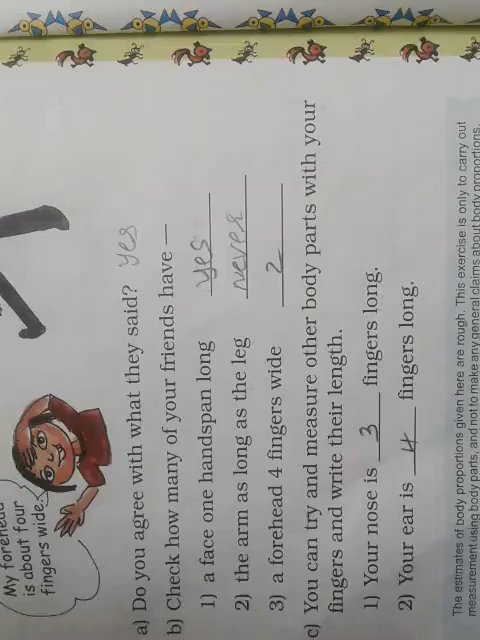 My forehead
is about four
fingers wide.
a) Do you agree with what they said? yes
b) Check how many of your friends have —
1) a face one handspan long yes
2) the arm as long as the leg never
3) a forehead 4 fingers wide 2
c) You can try and measure other body parts with your
fingers and write their length.
1) Your nose is 3 fingers long.
2) Your ear is 4 fingers long.
The estimates of body proportions given here are rough. This exercise is only to carry out
measurement using body parts, and not to make any general claims about body proportions.